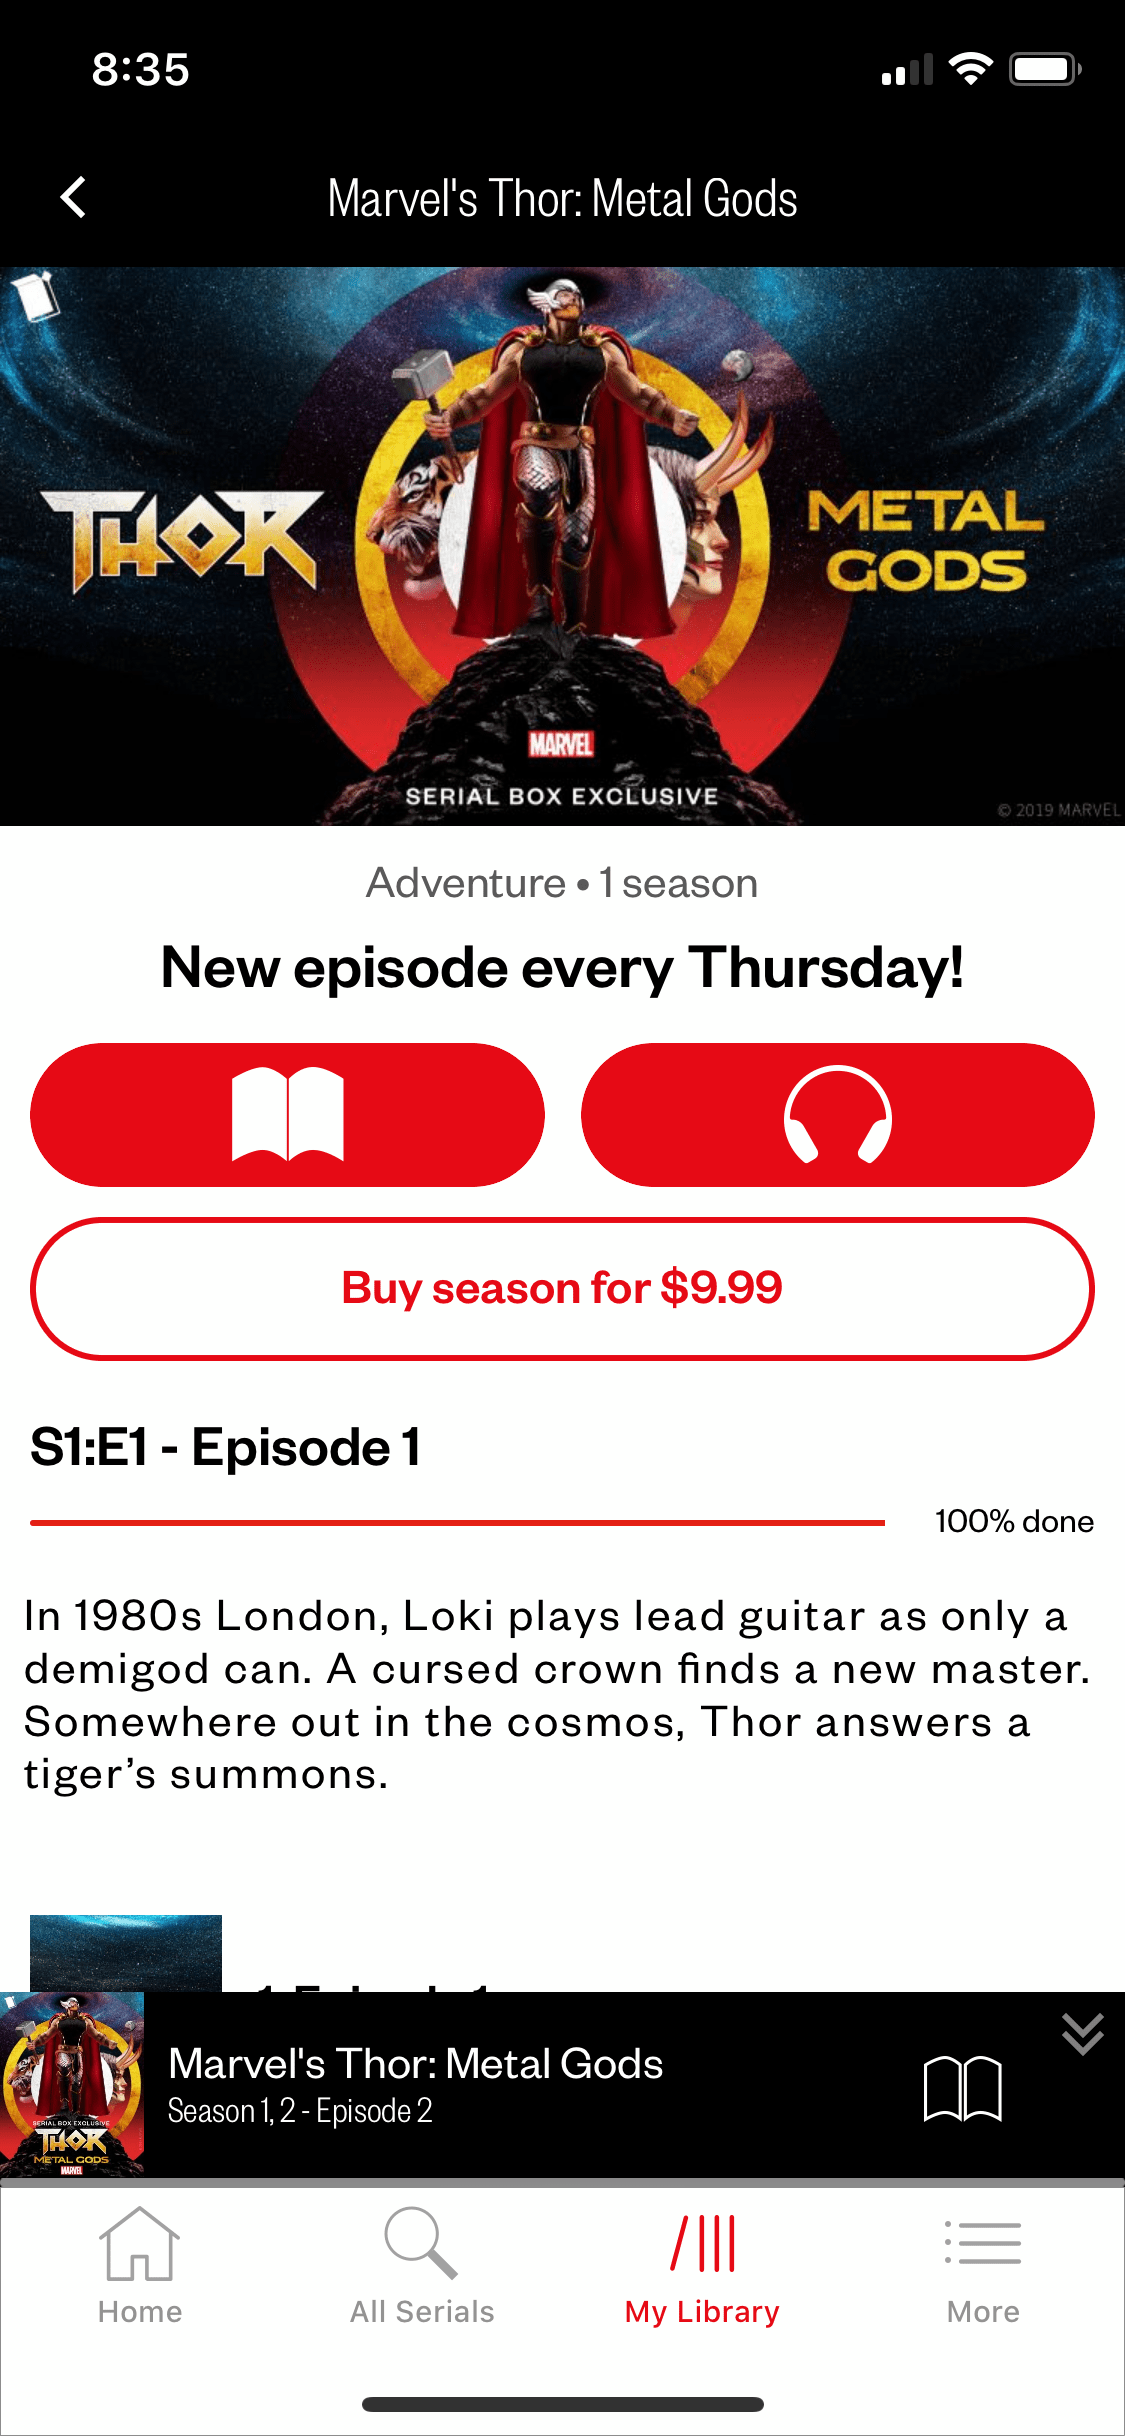 8:35
Marvel's Thor: Metal Gods
THOR
METAL
GODS
MARVEL
SERIAL BOX EXCLUSIVE
© 2019 MARVEL
Adventure • 1 season
New episode every Thursday!
Buy season for $9.99
S1:E1 - Episode 1
100% done
In 1980s London, Loki plays lead guitar as only a
demigod can. A cursed crown finds a new master.
Somewhere out in the cosmos, Thor answers a
tiger’s summons.
Marvel's Thor: Metal Gods
Season 1, 2 - Episode 2
SERIAL BOX EXCLUSIVE
THOR
METAL GODS
MARVEL
Home
All Serials
My Library
More